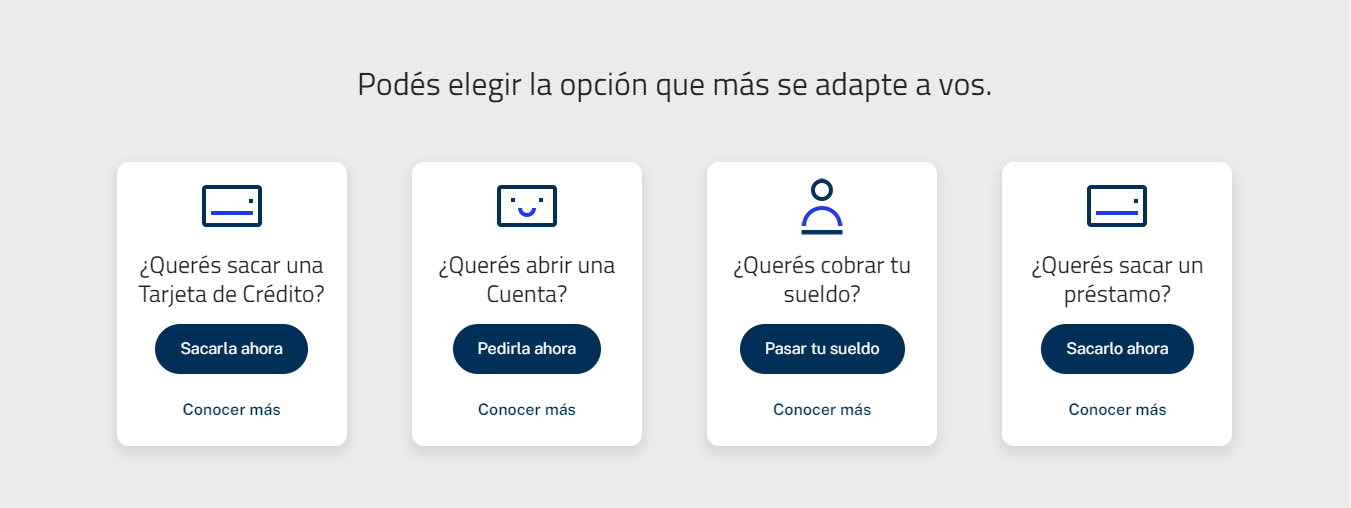 Podés elegir la opción que más se adapte a vos.
¿Querés sacar una
Tarjeta de Crédito?
Sacarla ahora
Conocer más
¿Querés abrir una
Cuenta?
Pedirla ahora
Conocer más
¿Querés cobrar tu
sueldo?
Pasar tu sueldo
Conocer más
¿Querés sacar un
préstamo?
Sacarlo ahora
Conocer más